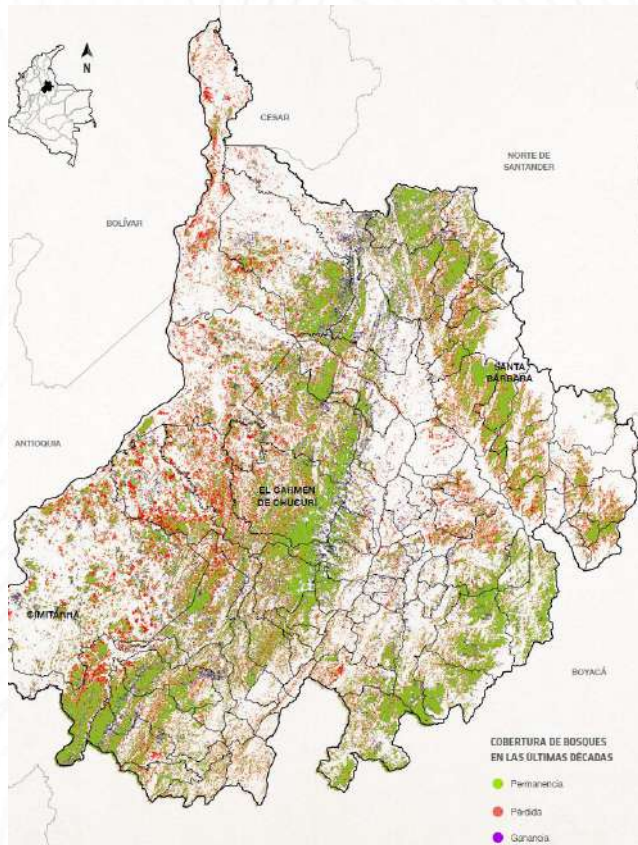 N
CESAR
NORTE DE
SANTANDER
BOLÍVAR
SANTA
BÁRBARA
ANTIOQUIA
EL CARMEN
DE CHUCURÍ
CIMITARRA
BOYACÁ
COBERTURA DE BOSQUES
EN LAS ÚLTIMAS DÉCADAS
Permanencia
Pérdida
Ganancia